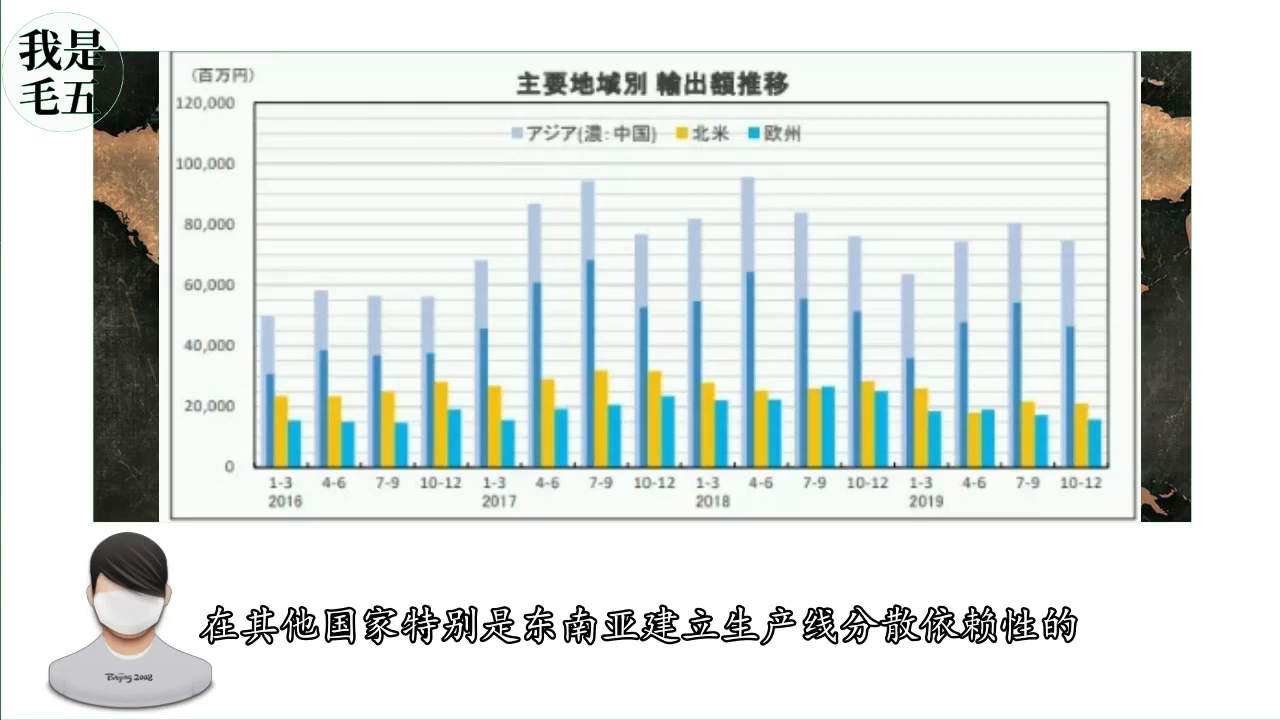 我是
毛五
（百万円）
主要地域別 輸出額推移
アジア(濃：中国) 北米 欧州
120,000
100,000
80,000
60,000
40,000
20,000
0
1-3 4-6 7-9 10-12 1-3 4-6 7-9 10-12 1-3 4-6 7-9 10-12 1-3 4-6 7-9 10-12
2016 2017 2018 2019
Beijing 2008
在其他国家特别是东南亚建立生产线分散依赖性的